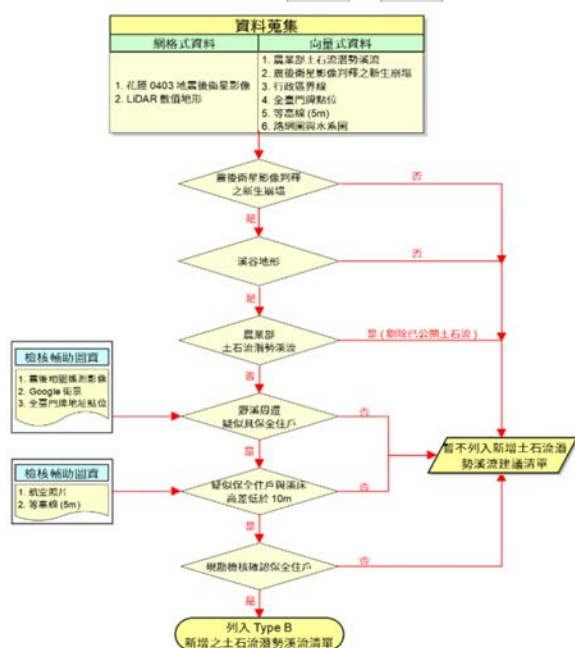 資料蒐集
網格式資料
向量式資料
1. 花蓮 0403 地震後衛星影像
2. LiDAR 數值地形
1. 農業部土石流潛勢溪流
2. 震後衛星影像判釋之新生崩塌
3. 行政區界線
4. 全臺門牌點位
5. 等高線 (5m)
6. 路網圖與水系圖
震後衛星影像判釋
之新生崩塌
否
是
溪谷地形
否
是
農業部
土石流潛勢溪流
是 ( 剔除已公開土石流 )
否
檢核輔助圖資
1. 震後地面攝測影像
2. Google 街景
3. 全臺門牌地址點位
野溪周遭
疑似具保全住戶
否
是
暫不列入新增土石流潛
勢溪流建議清單
檢核輔助圖資
1. 航空照片
2. 等高線 (5m)
疑似保全住戶與溪床
高差低於 10m
否
是
現勘檢核確認保全住戶
否
是
列入 Type B
新增之土石流潛勢溪流清單